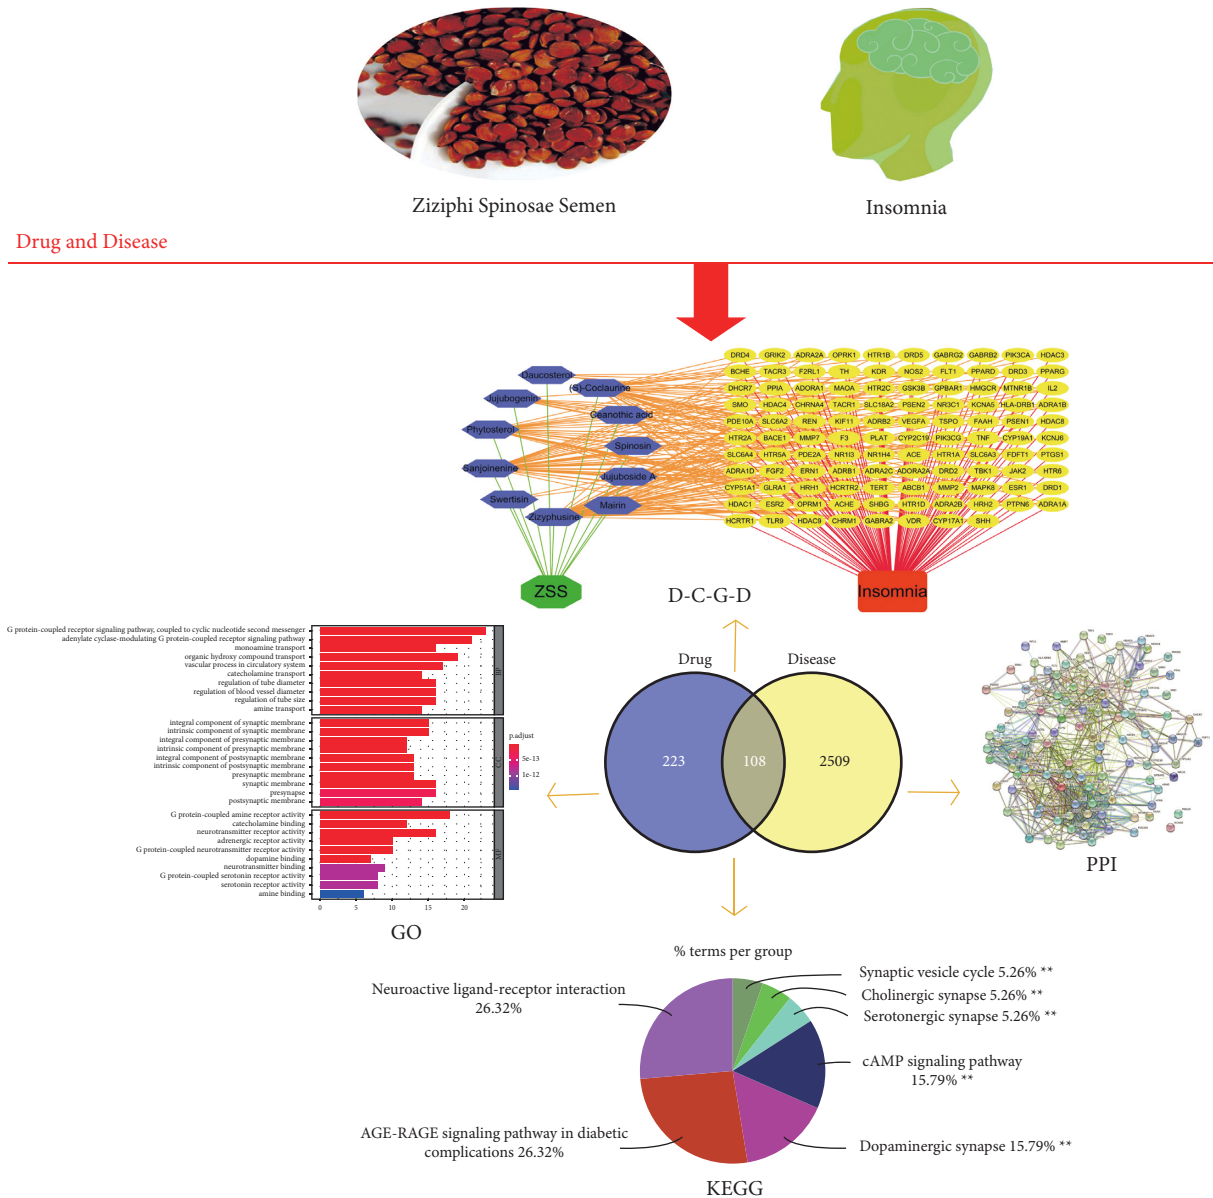 Ziziphi Spinosae Semen
Insomnia
Drug and Disease
Daucosterol
(S)-Coclaurine
Jujubogenin
Ceanothic acid
Phytosterol
Spinosin
Sanjoinenine
Jujuboside A
Swertisin
Mairin
Zizyphusine
ZSS
DRD4 GRIK2 ADRA2A OPRK1 HTR1B DRD5 GABRG2 GABRB2 PIK3CA HDAC3
BCHE TACR3 F2RL1 TH KDR NOS2 FLT1 PPARD DRD3 PPARG
DHCR7 PPIA ADORA1 MAOA HTR2C GSK3B GPBAR1 HMGCR MTNR1B IL2
SMO HDAC4 CHRNA4 TACR1 SLC18A2 PSEN2 NR3C1 KCNA5 HLA-DRB1 ADRA1B
PDE10A SLC6A2 REN KIF11 ADRB2 VEGFA TSPO FAAH PSEN1 HDAC8
HTR2A BACE1 MMP7 F3 PLAT CYP2C19 PIK3CG TNF CYP19A1 KCNJ6
SLC6A4 HTR5A PDE2A NR1I3 NR1H4 ACE HTR1A SLC6A3 FDFT1 PTGS1
ADRA1D FGF2 ERN1 ADRB1 ADRA2C ADORA2A DRD2 TBK1 JAK2 HTR6
CYP51A1 GLRA1 HRH1 HCRTR2 TERT ABCB1 MMP2 MAPK8 ESR1 DRD1
HDAC1 ESR2 OPRM1 ACHE SHBG HTR1D ADRA2B HRH2 PTPN6 ADRA1A
HCRTR1 TLR9 HDAC9 CHRM1 GABRA2 VDR CYP17A1 SHH
Insomnia
D-C-G-D
G protein-coupled receptor signaling pathway, coupled to cyclic nucleotide second messenger
adenylate cyclase-modulating G protein-coupled receptor signaling pathway
monoamine transport
organic hydroxy compound transport
vascular process in circulatory system
catecholamine transport
regulation of tube diameter
regulation of blood vessel diameter
regulation of tube size
amine transport
BP
integral component of synaptic membrane
intrinsic component of synaptic membrane
integral component of presynaptic membrane
intrinsic component of presynaptic membrane
integral component of postsynaptic membrane
intrinsic component of postsynaptic membrane
presynaptic membrane
synaptic membrane
presynapse
postsynaptic membrane
CC
G protein-coupled amine receptor activity
catecholamine binding
neurotransmitter receptor activity
adrenergic receptor activity
G protein-coupled neurotransmitter receptor activity
dopamine binding
neurotransmitter binding
G protein-coupled serotonin receptor activity
serotonin receptor activity
amine binding
MF
0 5 10 15 20
p.adjust
5e-13
1e-12
GO
Drug
Disease
223
108
2509
PPI
% terms per group
Synaptic vesicle cycle 5.26% **
Cholinergic synapse 5.26% **
Serotonergic synapse 5.26% **
cAMP signaling pathway
15.79% **
Dopaminergic synapse 15.79% **
Neuroactive ligand-receptor interaction
26.32%
AGE-RAGE signaling pathway in diabetic
complications 26.32%
KEGG